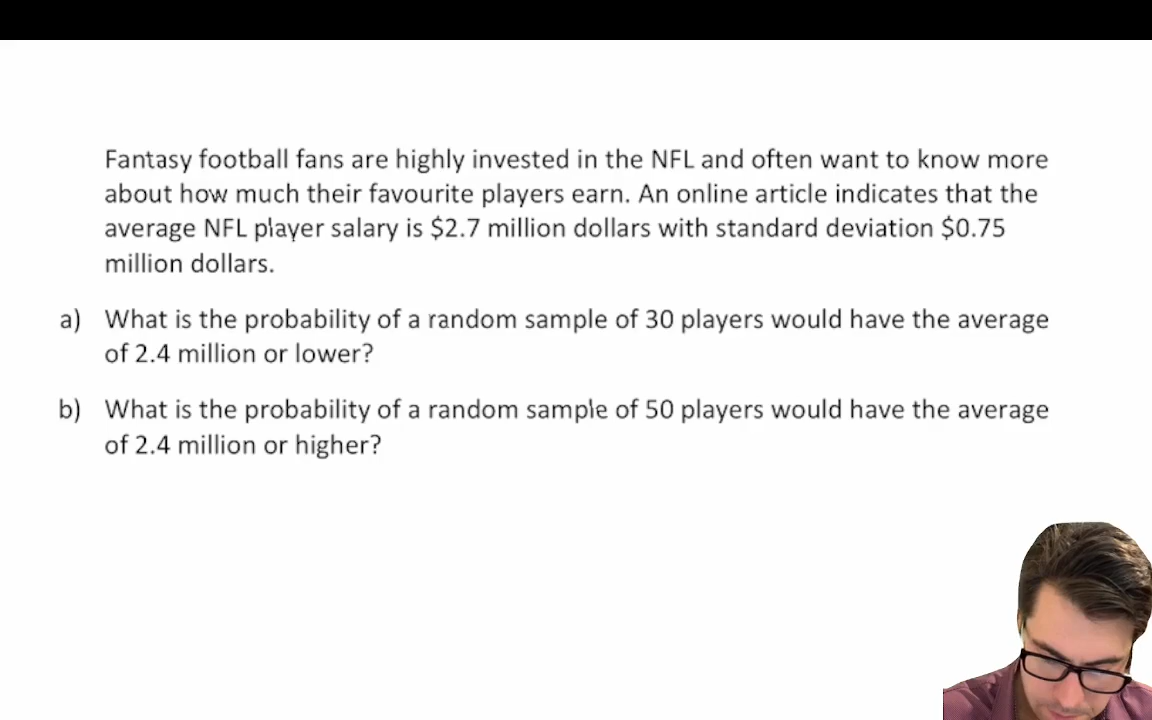 Fantasy football fans are highly invested in the NFL and often want to know more
about how much their favourite players earn. An online article indicates that the
average NFL player salary is $2.7 million dollars with standard deviation $0.75
million dollars.
a) What is the probability of a random sample of 30 players would have the average
of 2.4 million or lower?
b) What is the probability of a random sample of 50 players would have the average
of 2.4 million or higher?